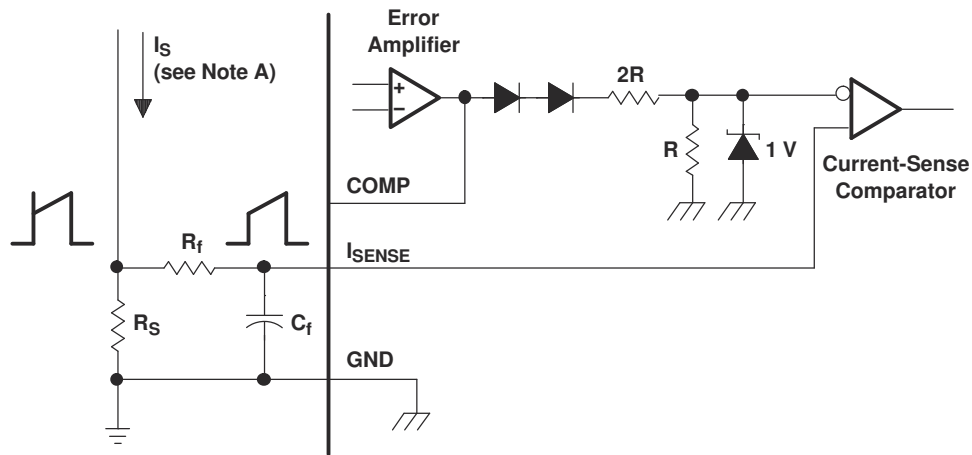 Error
Amplifier
I_S
(see Note A)
+
−
2R
R
1 V
Current-Sense
Comparator
COMP
R_f
I_SENSE
R_S
C_f
GND